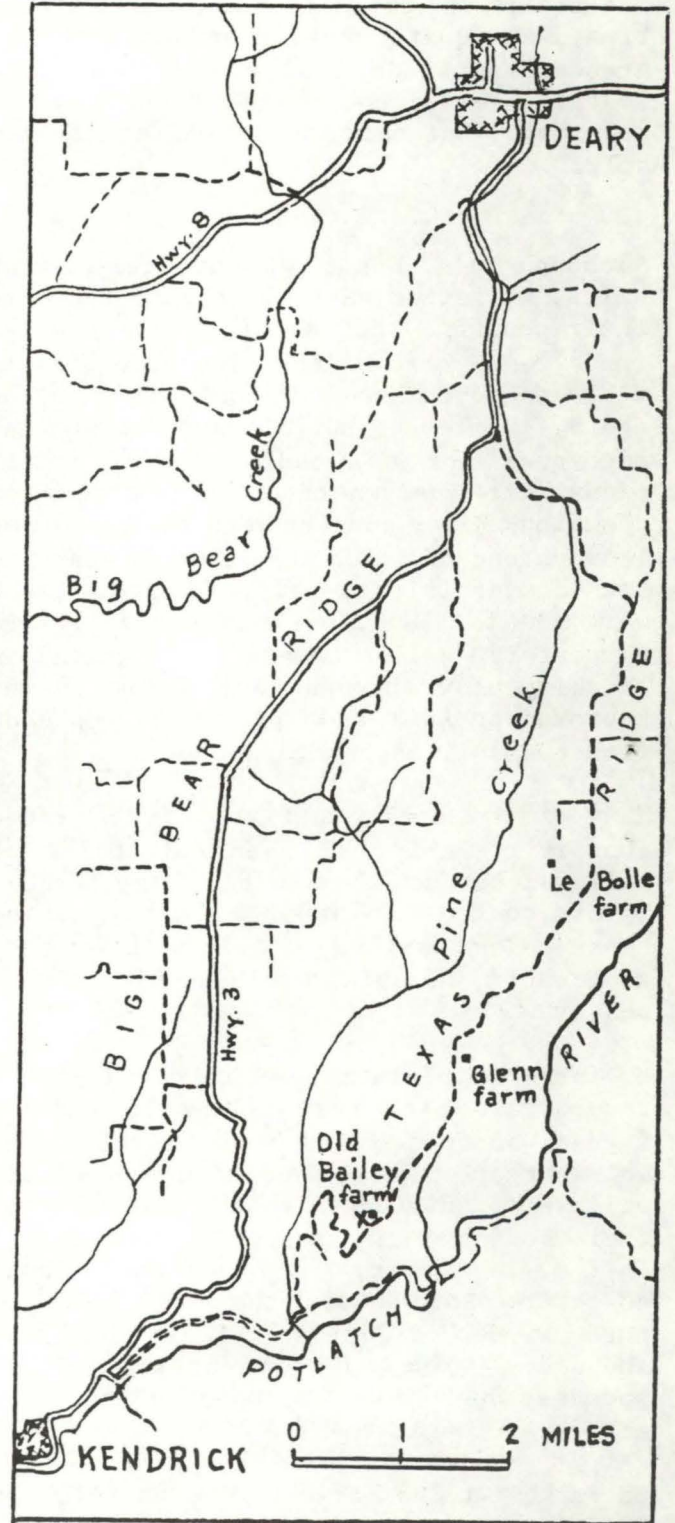 DEARY
Hwy. 8
Big Bear Creek
BIG BEAR RIDGE
Pine Creek
TEXAS RIDGE
Le Bolle
farm
Hwy. 3
RIVER
Glenn
farm
Old
Bailey
farm
X
POTLATCH
KENDRICK
0 1 2 MILES